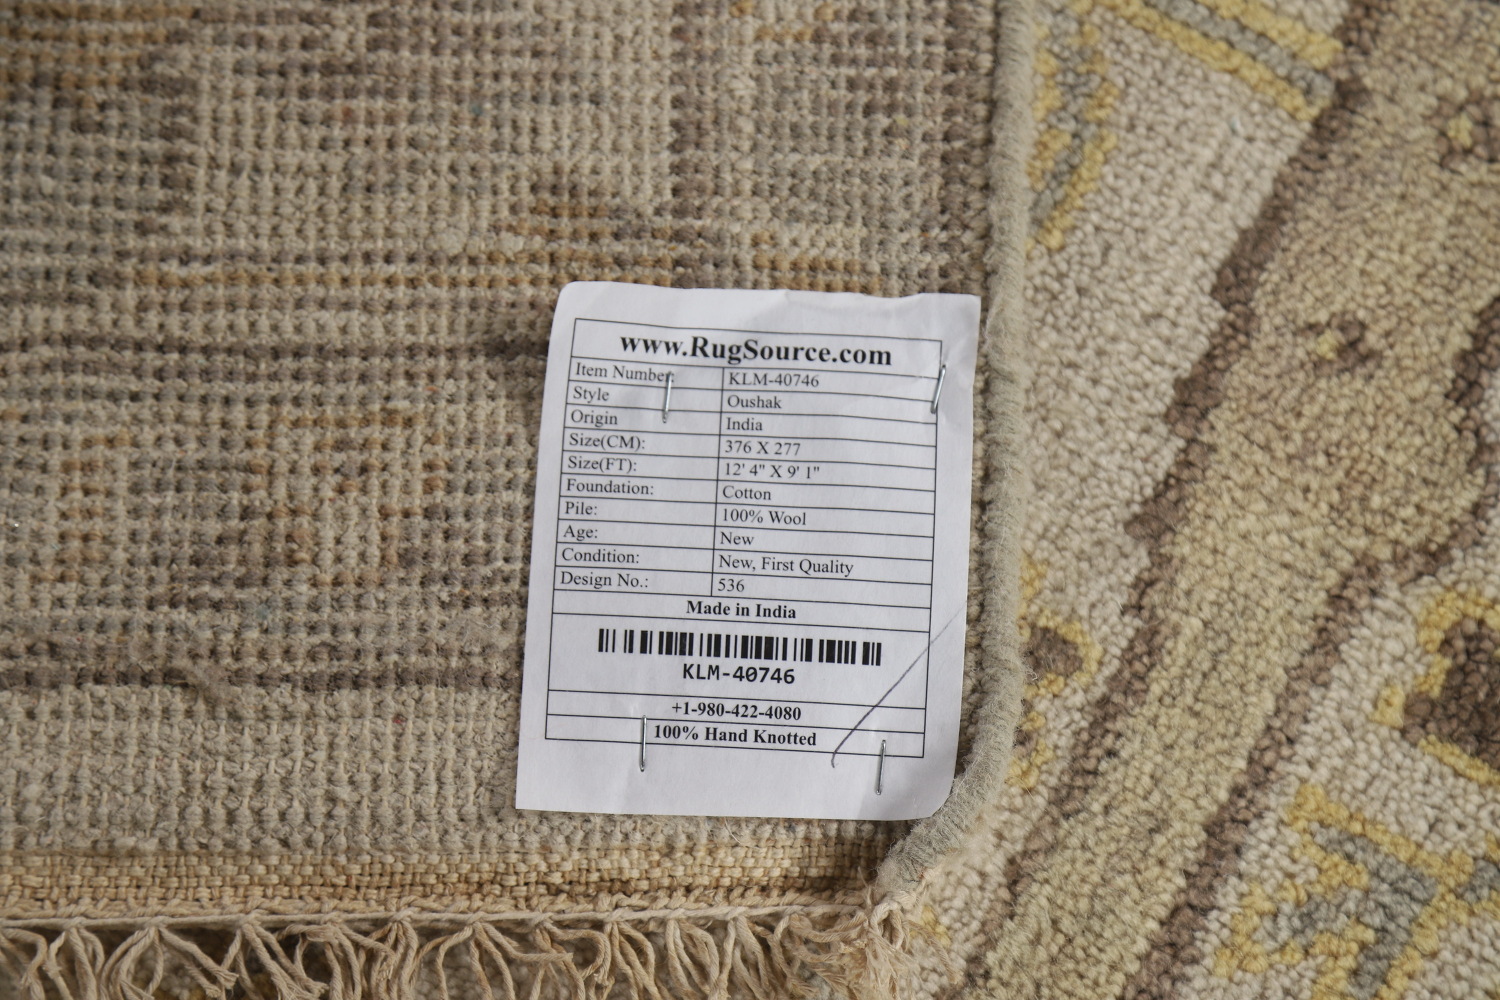 www.RugSource.com
Item Number: KLM-40746
Style Oushak
Origin India
Size(CM): 376 X 277
Size(FT): 12' 4" X 9' 1"
Foundation: Cotton
Pile: 100% Wool
Age: New
Condition: New, First Quality
Design No.: 536
Made in India
KLM-40746
+1-980-422-4080
100% Hand Knotted